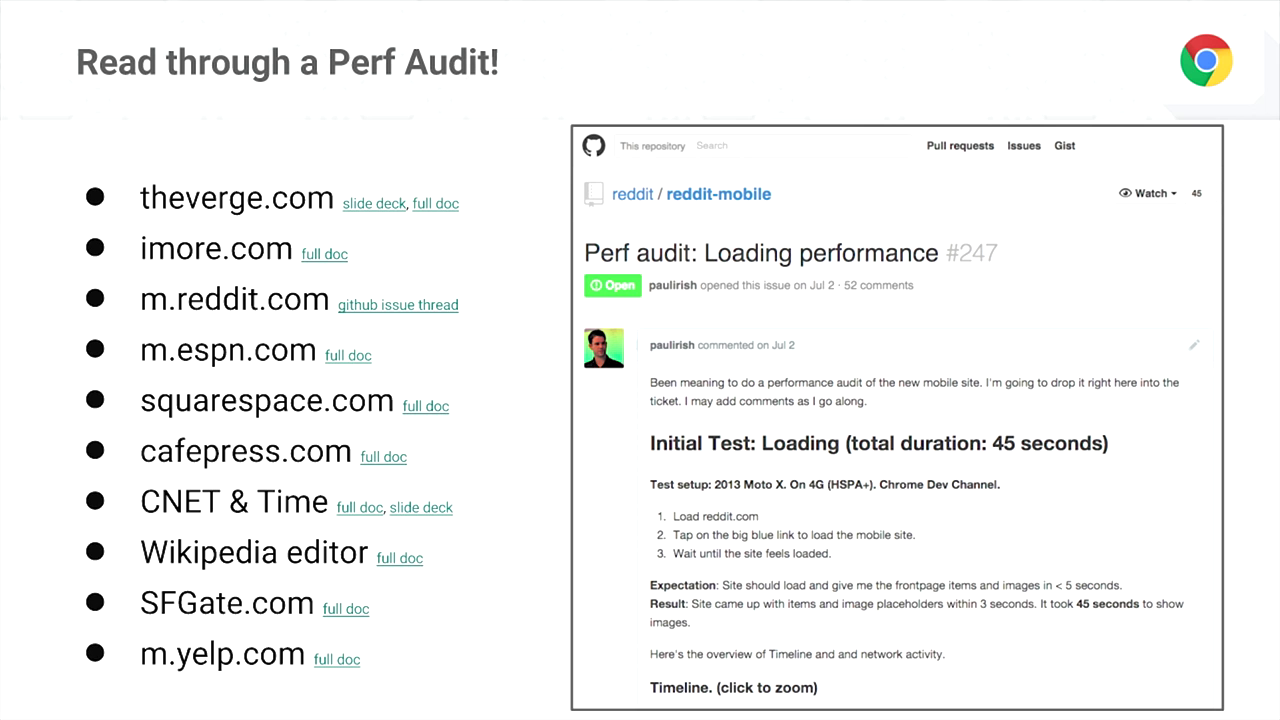 Read through a Perf Audit!
theverge.com slide deck, full doc
imore.com full doc
m.reddit.com github issue thread
m.espn.com full doc
squarespace.com full doc
cafepress.com full doc
CNET & Time full doc, slide deck
Wikipedia editor full doc
SFGate.com full doc
m.yelp.com full doc
This repository Search Pull requests Issues Gist
reddit / reddit-mobile Watch 45
Perf audit: Loading performance #247
Open paulirish opened this issue on Jul 2 · 52 comments
paulirish commented on Jul 2
Been meaning to do a performance audit of the new mobile site. I'm going to drop it right here into the
ticket. I may add comments as I go along.
Initial Test: Loading (total duration: 45 seconds)
Test setup: 2013 Moto X. On 4G (HSPA+). Chrome Dev Channel.
1. Load reddit.com
2. Tap on the big blue link to load the mobile site.
3. Wait until the site feels loaded.
Expectation: Site should load and give me the frontpage items and images in < 5 seconds.
Result: Site came up with items and image placeholders within 3 seconds. It took 45 seconds to show
images.
Here's the overview of Timeline and and network activity.
Timeline. (click to zoom)